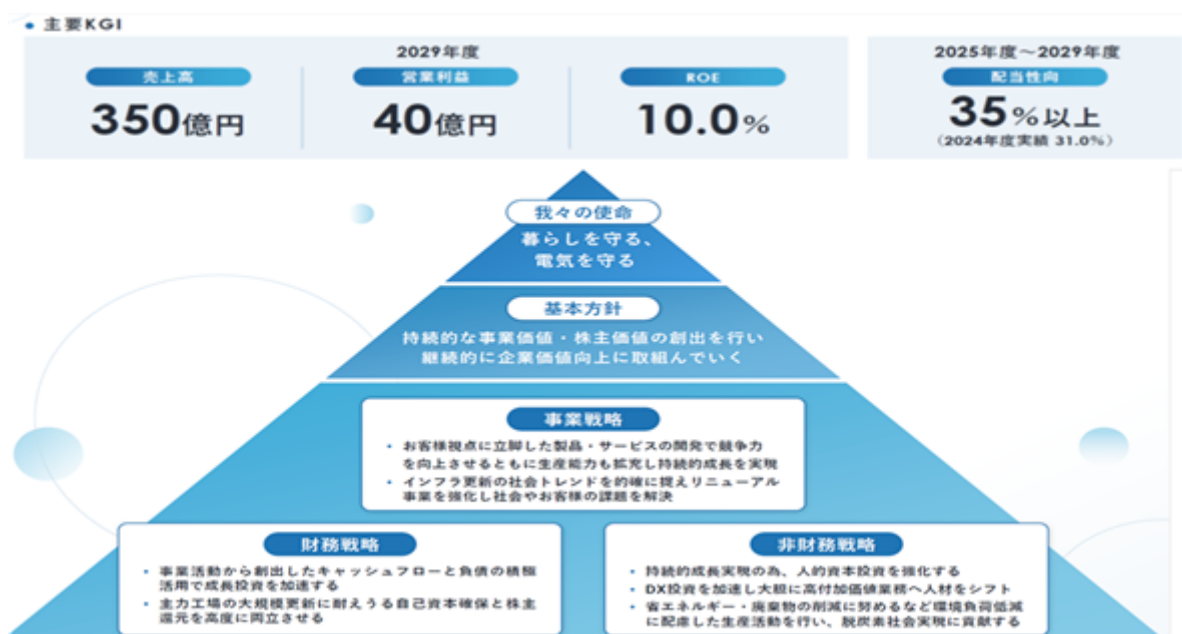 • 主要KGI
2029年度
売上高
350億円
営業利益
40億円
ROE
10.0%
2025年度～2029年度
配当性向
35%以上
(2024年度実績 31.0%)
我々の使命
暮らしを守る、
電気を守る
基本方針
持続的な事業価値・株主価値の創出を行い
継続的に企業価値向上に取組んでいく
事業戦略
• お客様視点に立脚した製品・サービスの開発で競争力
を向上させるともに生産能力も拡充し持続的成長を実現
• インフラ更新の社会トレンドを的確に捉えリニューアル
事業を強化し社会やお客様の課題を解決
財務戦略
• 事業活動から創出したキャッシュフローと負債の積極
活用で成長投資を加速する
• 主力工場の大規模更新に耐えうる自己資本確保と株主
還元を高度に両立させる
非財務戦略
• 持続的成長実現の為、人的資本投資を強化する
• DX投資を加速し大胆に高付加価値業務へ人材をシフト
• 省エネルギー・廃棄物の削減に努めるなど環境負荷低減
に配慮した生産活動を行い、脱炭素社会実現に貢献する